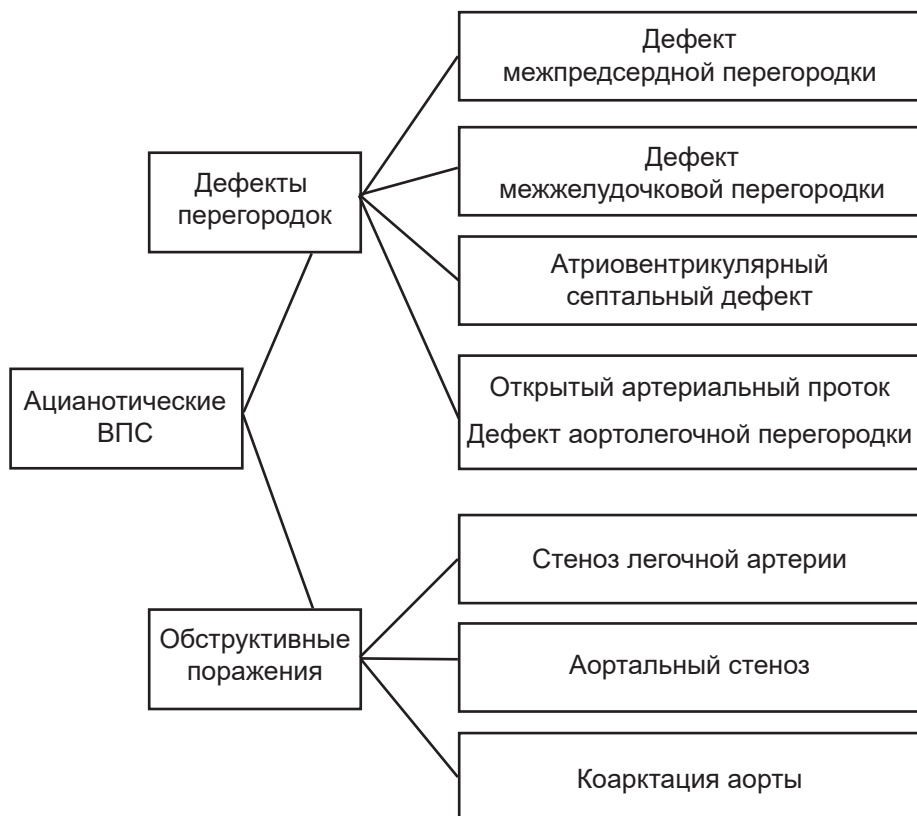 Дефект
межпредсердной перегородки
Дефект
межжелудочковой перегородки
Дефекты
перегородок
Атриовентрикулярный
септальный дефект
Ацианотические
ВПС
Открытый артериальный проток
Дефект аортолегочной перегородки
Стеноз легочной артерии
Обструктивные
поражения
Аортальный стеноз
Коарктация аорты